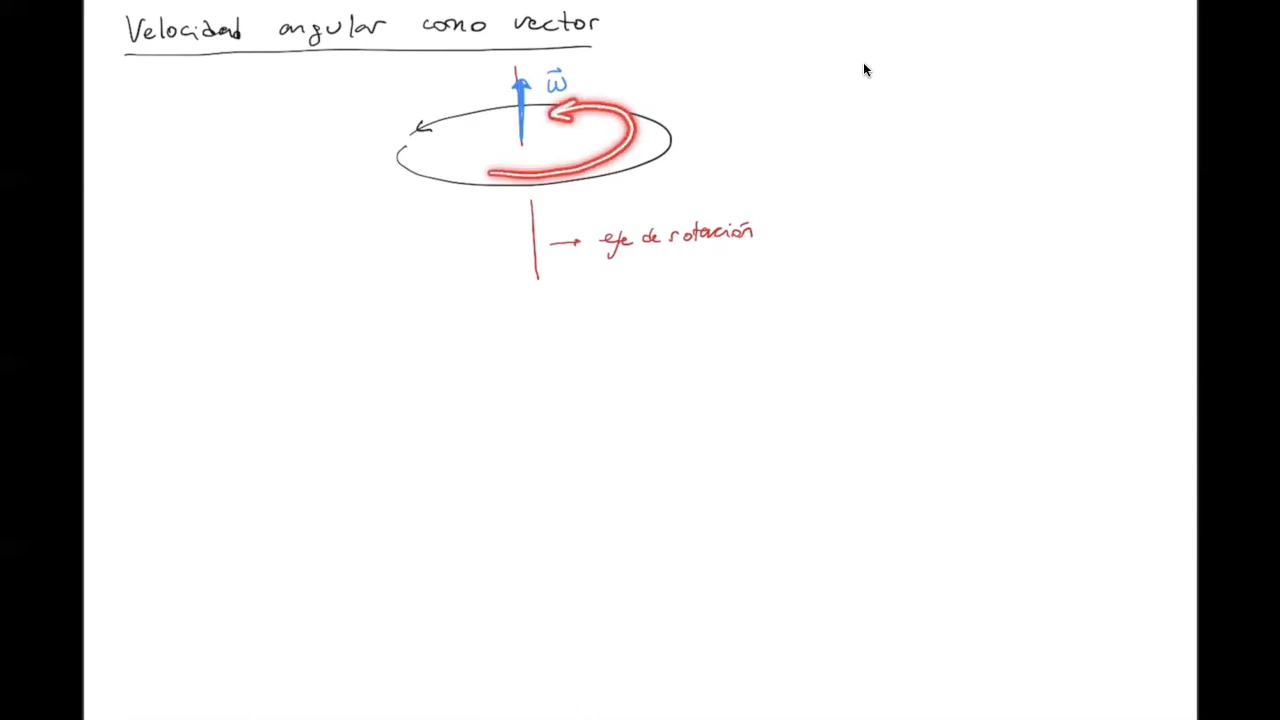 Velocidad angular como vector
ω⃗
→ eje de rotación